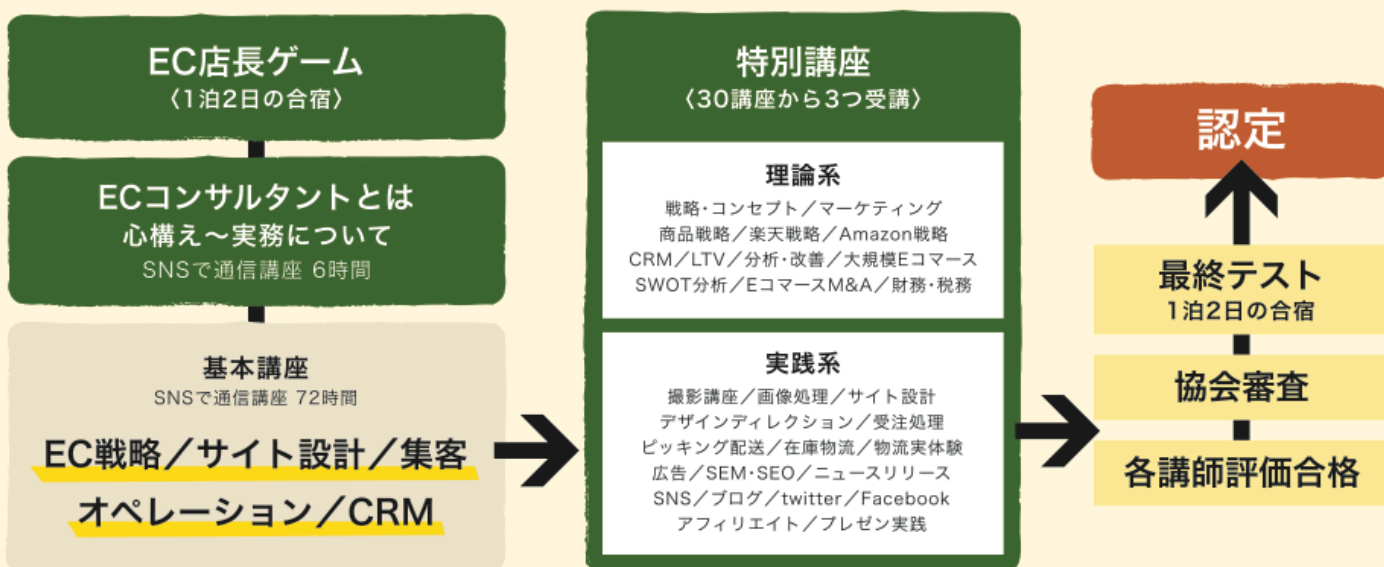 EC店長ゲーム
〈1泊2日の合宿〉
ECコンサルタントとは
心構え〜実務について
SNSで通信講座 6時間
基本講座
SNSで通信講座 72時間
EC戦略／サイト設計／集客
オペレーション／CRM
特別講座
〈30講座から3つ受講〉
理論系
戦略・コンセプト／マーケティング
商品戦略／楽天戦略／Amazon戦略
CRM／LTV／分析・改善／大規模Eコマース
SWOT分析／EコマースM&A／財務・税務
実践系
撮影講座／画像処理／サイト設計
デザインディレクション／受注処理
ピッキング配送／在庫物流／物流実体験
広告／SEM・SEO／ニュースリリース
SNS／ブログ／twitter／Facebook
アフィリエイト／プレゼン実践
認定
最終テスト
1泊2日の合宿
協会審査
各講師評価合格